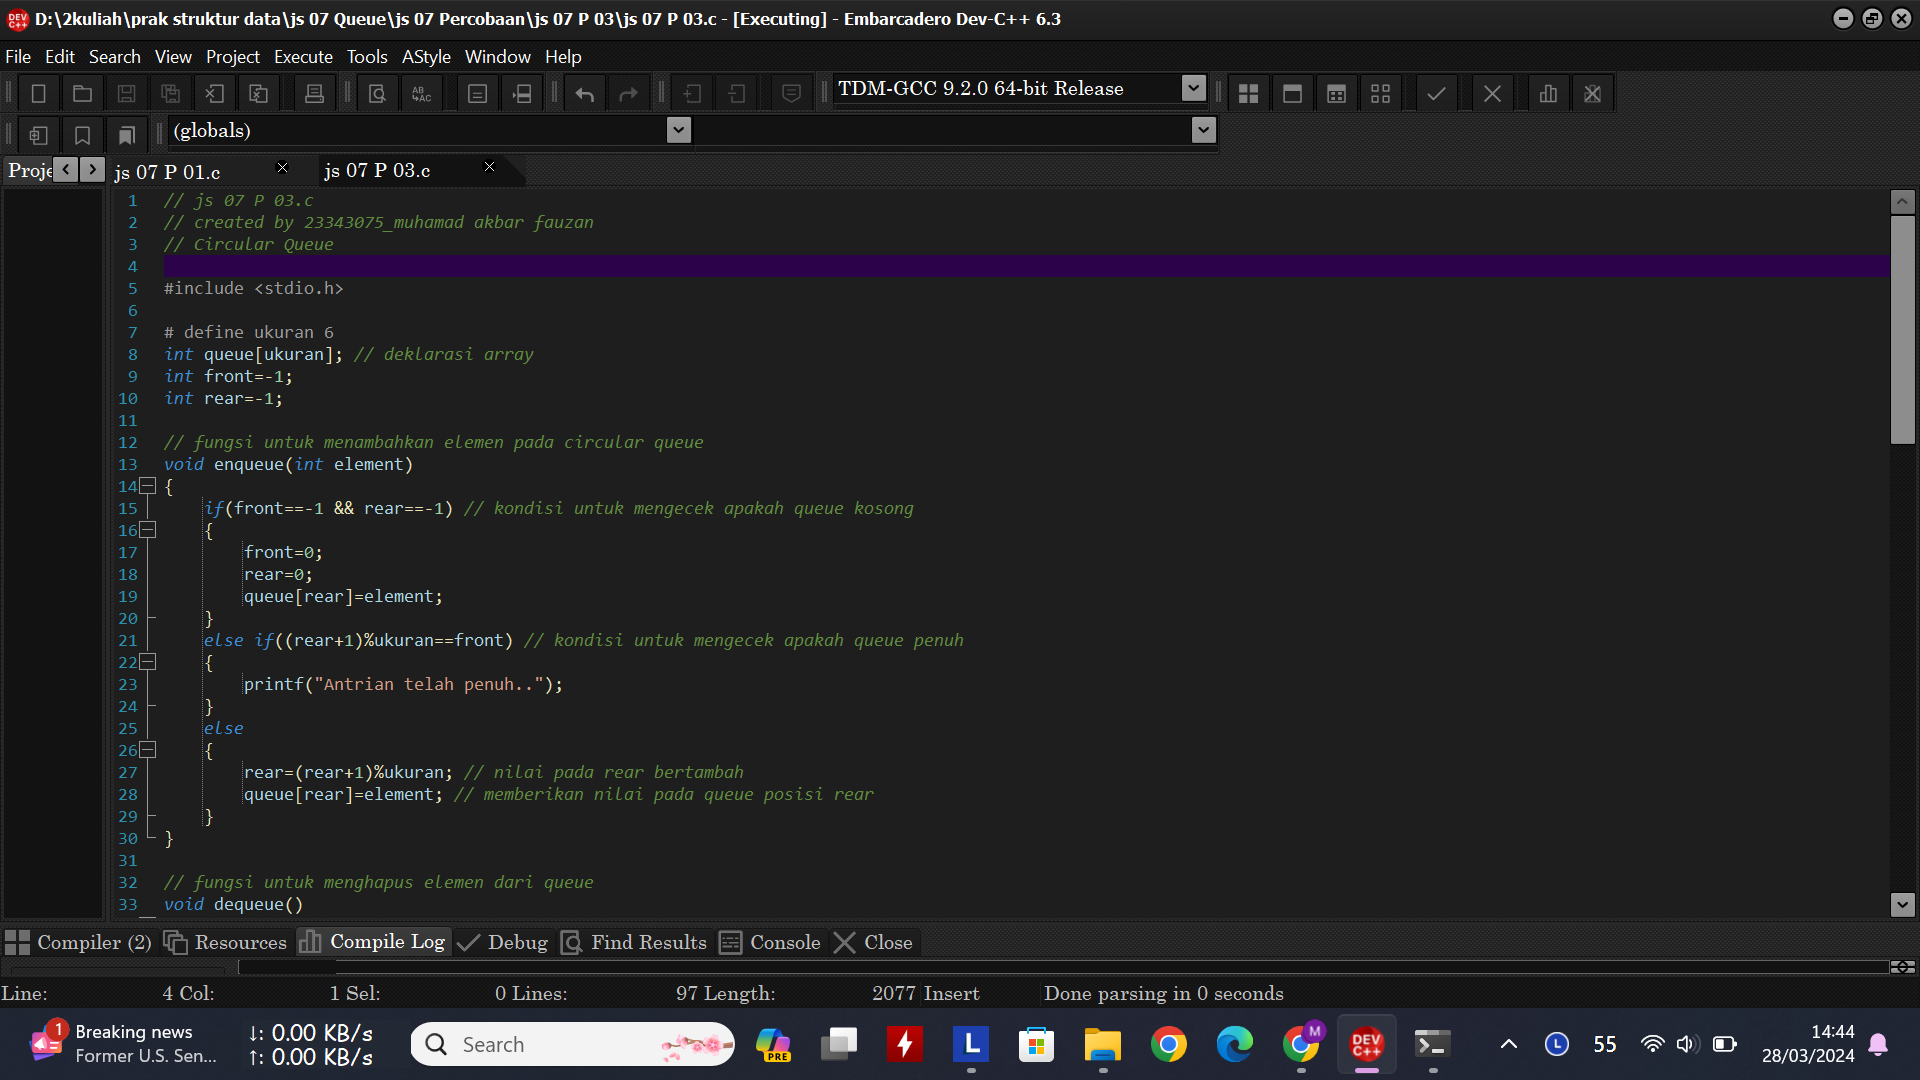 D:\2kuliah\prak struktur data\js 07 Queue\js 07 Percobaan\js 07 P 03\js 07 P 03.c - [Executing] - Embarcadero Dev-C++ 6.3
File Edit Search View Project Execute Tools AStyle Window Help
TDM-GCC 9.2.0 64-bit Release
(globals)
Proje js 07 P 01.c js 07 P 03.c
1 // js 07 P 03.c
2 // created by 23343075_muhamad akbar fauzan
3 // Circular Queue
4
5 #include <stdio.h>
6
7 # define ukuran 6
8 int queue[ukuran]; // deklarasi array
9 int front=-1;
10 int rear=-1;
11
12 // fungsi untuk menambahkan elemen pada circular queue
13 void enqueue(int element)
14 {
15 if(front==-1 && rear==-1) // kondisi untuk mengecek apakah queue kosong
16 {
17 front=0;
18 rear=0;
19 queue[rear]=element;
20 }
21 else if((rear+1)%ukuran==front) // kondisi untuk mengecek apakah queue penuh
22 {
23 printf("Antrian telah penuh..");
24 }
25 else
26 {
27 rear=(rear+1)%ukuran; // nilai pada rear bertambah
28 queue[rear]=element; // memberikan nilai pada queue posisi rear
29 }
30 }
31
32 // fungsi untuk menghapus elemen dari queue
33 void dequeue()
Compiler (2) Resources Compile Log Debug Find Results Console Close
Line: 4 Col: 1 Sel: 0 Lines: 97 Length: 2077 Insert Done parsing in 0 seconds
1 Breaking news
Former U.S. Sen...
↓: 0.00 KB/s
↑: 0.00 KB/s
Search
PRE
L
M
DEV C++
L
55
14:44
28/03/2024